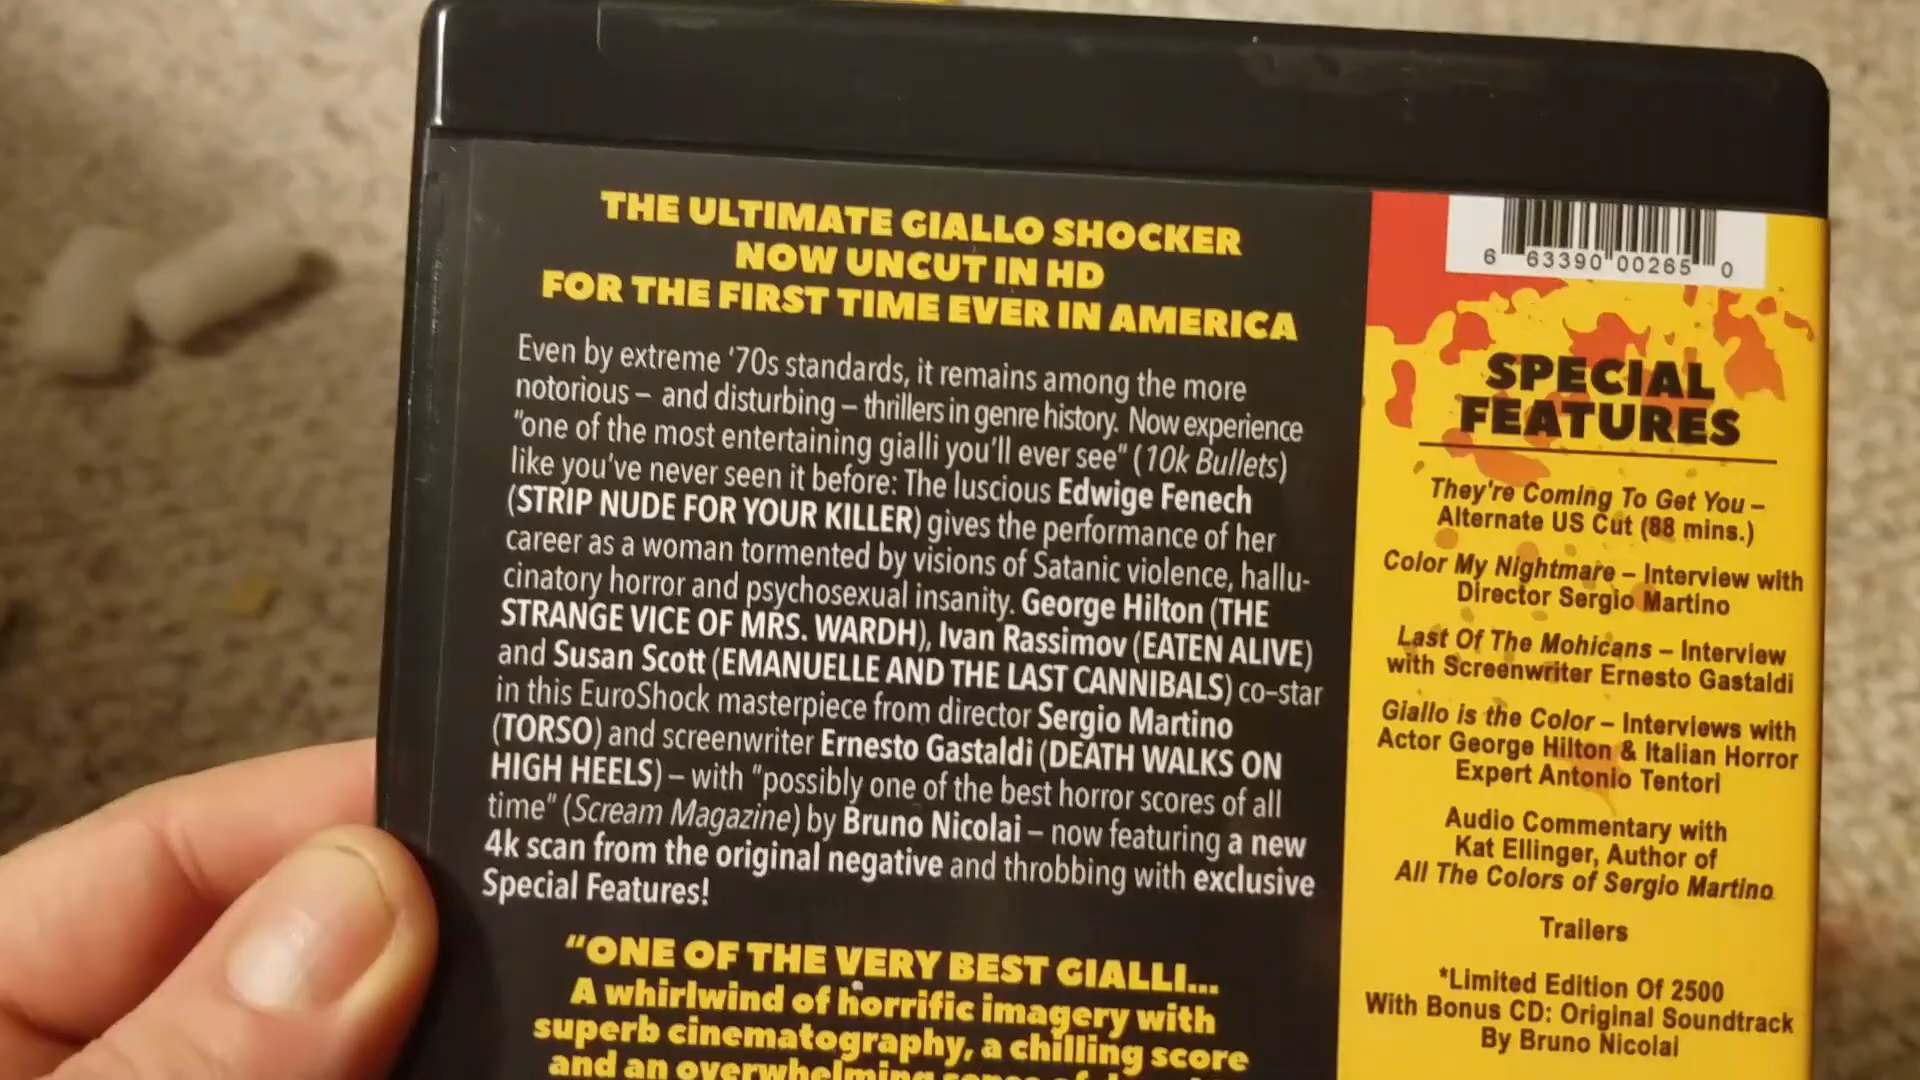 THE ULTIMATE GIALLO SHOCKER
NOW UNCUT IN HD
FOR THE FIRST TIME EVER IN AMERICA
Even by extreme '70s standards, it remains among the more
notorious – and disturbing – thrillers in genre history. Now experience
"one of the most entertaining gialli you'll ever see" (10k Bullets)
like you've never seen it before: The luscious Edwige Fenech
(STRIP NUDE FOR YOUR KILLER) gives the performance of her
career as a woman tormented by visions of Satanic violence, hallu-
cinatory horror and psychosexual insanity. George Hilton (THE
STRANGE VICE OF MRS. WARDH), Ivan Rassimov (EATEN ALIVE)
and Susan Scott (EMANUELLE AND THE LAST CANNIBALS) co-star
in this EuroShock masterpiece from director Sergio Martino
(TORSO) and screenwriter Ernesto Gastaldi (DEATH WALKS ON
HIGH HEELS) – with "possibly one of the best horror scores of all
time" (Scream Magazine) by Bruno Nicolai – now featuring a new
4k scan from the original negative and throbbing with exclusive
Special Features!
"ONE OF THE VERY BEST GIALLI...
A whirlwind of horrific imagery with
superb cinematography, a chilling score
and an overwhelming sense of
6 63390 00265 0
SPECIAL
FEATURES
They're Coming To Get You –
Alternate US Cut (88 mins.)
Color My Nightmare – Interview with
Director Sergio Martino
Last Of The Mohicans – Interview
with Screenwriter Ernesto Gastaldi
Giallo is the Color – Interviews with
Actor George Hilton & Italian Horror
Expert Antonio Tentori
Audio Commentary with
Kat Ellinger, Author of
All The Colors of Sergio Martino
Trailers
*Limited Edition Of 2500
With Bonus CD: Original Soundtrack
By Bruno Nicolai